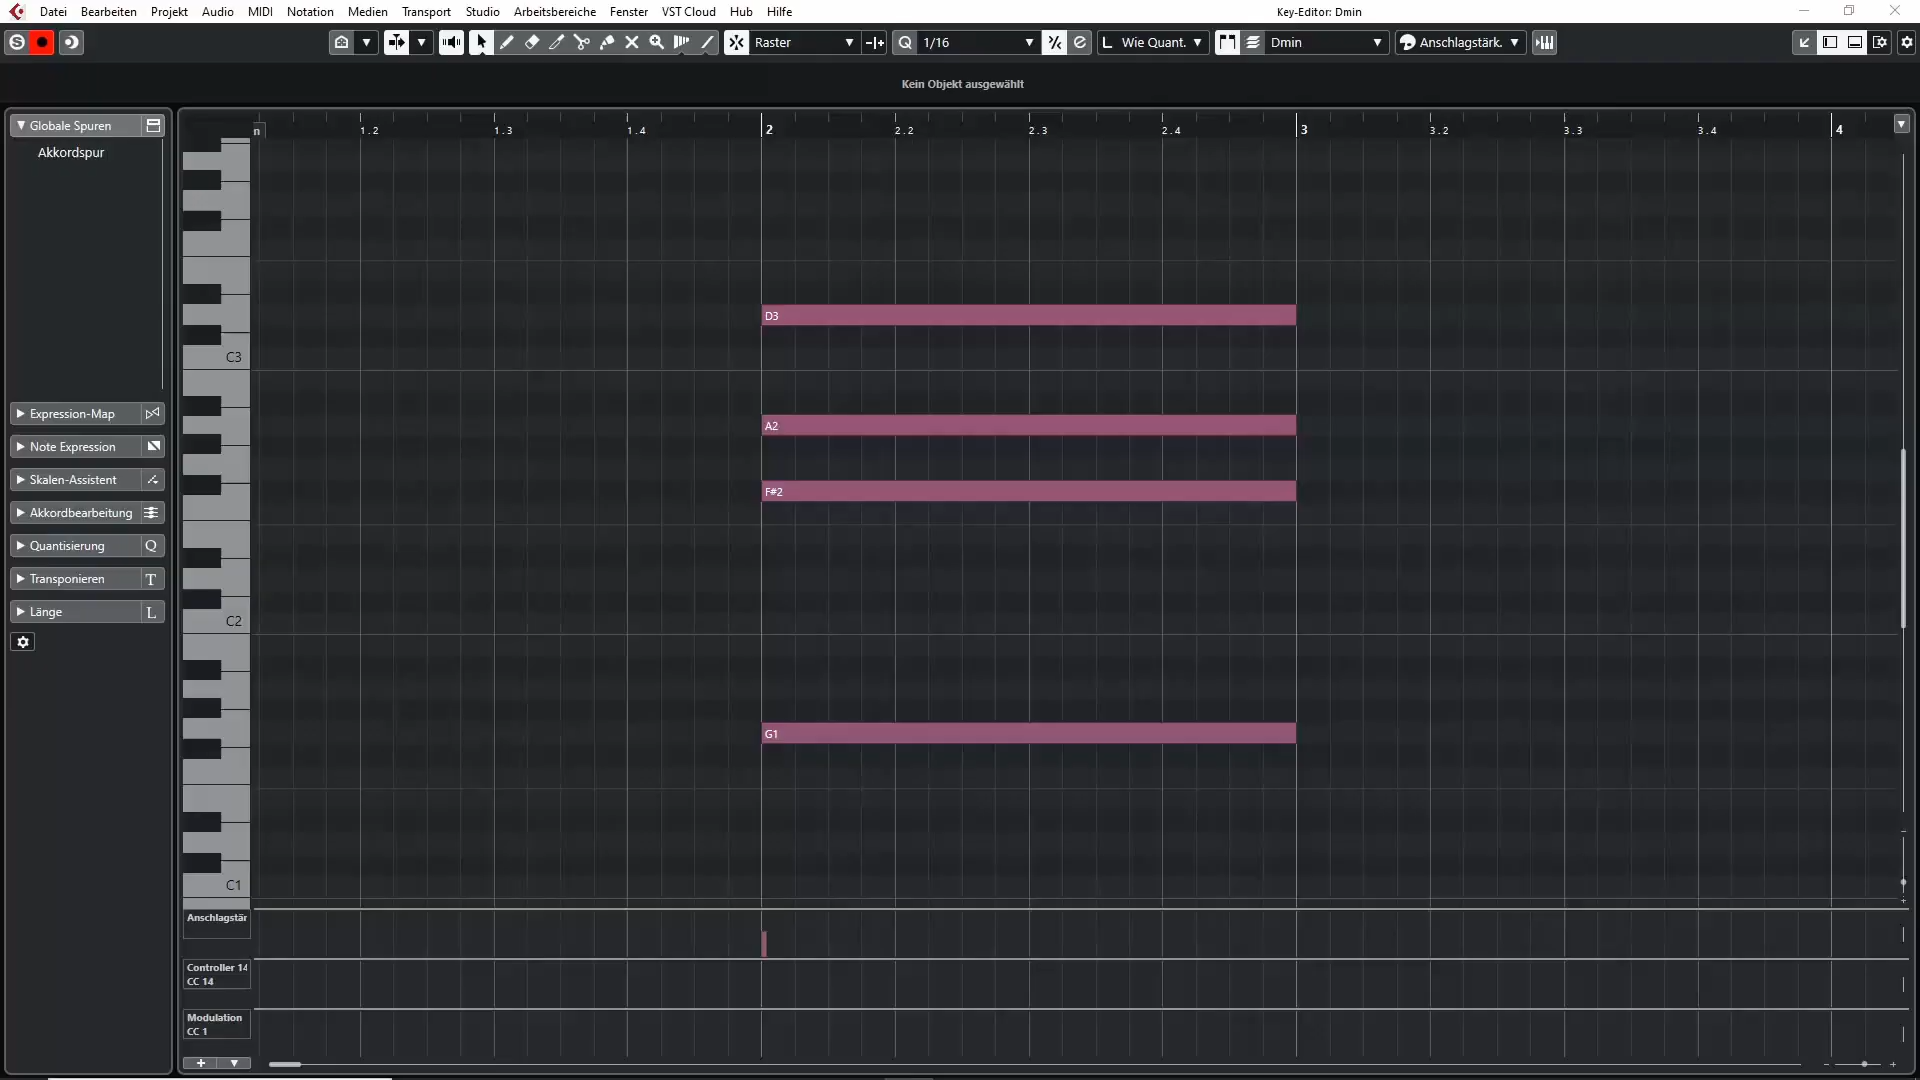 Datei Bearbeiten Projekt Audio MIDI Notation Medien Transport Studio Arbeitsbereiche Fenster VST Cloud Hub Hilfe Key-Editor: Dmin
Raster Q 1/16 Wie Quant. Dmin Anschlagstärk.
Kein Objekt ausgewählt
Globale Spuren
Akkordspur
n 1.2 1.3 1.4 2 2.2 2.3 2.4 3 3.2 3.3 3.4 4
D3
C3
A2
F#2
Expression-Map
Note Expression
Skalen-Assistent
Akkordbearbeitung
Quantisierung Q
Transponieren T
Länge L
C2
G1
C1
Anschlagstär
Controller 14
CC 14
Modulation
CC 1